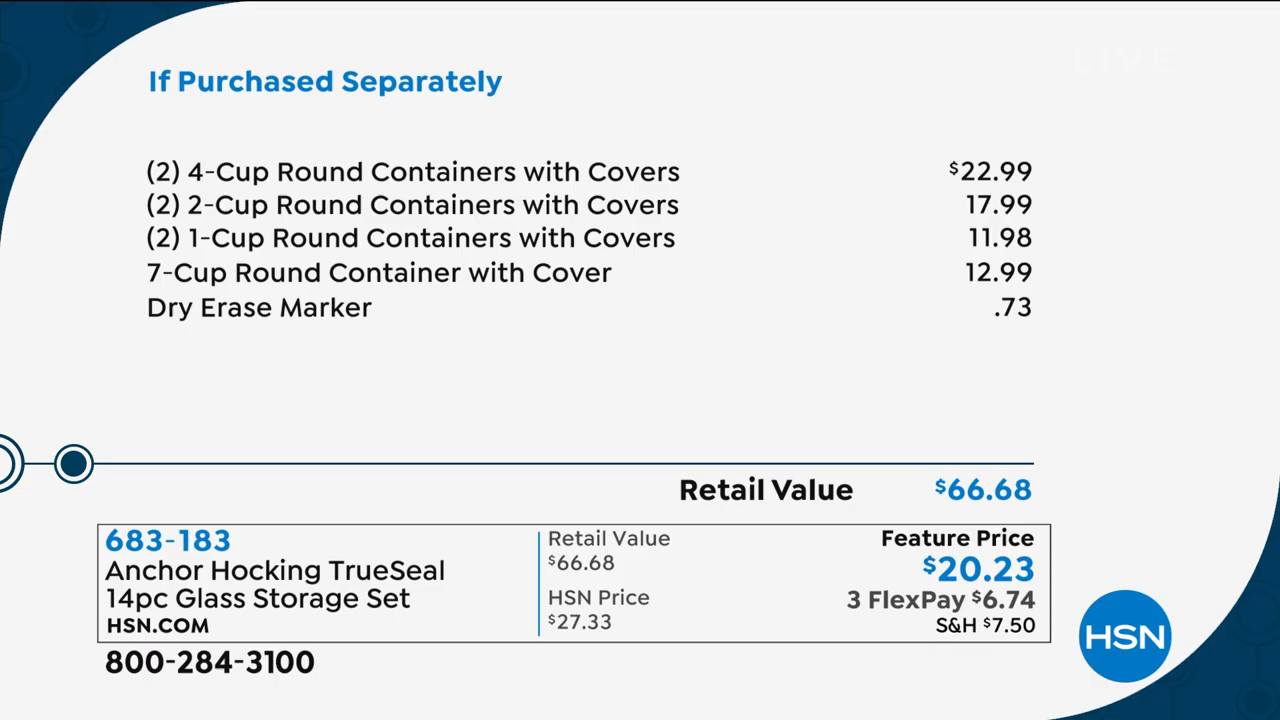 LIVE
If Purchased Separately
(2) 4-Cup Round Containers with Covers $22.99
(2) 2-Cup Round Containers with Covers 17.99
(2) 1-Cup Round Containers with Covers 11.98
7-Cup Round Container with Cover 12.99
Dry Erase Marker .73
Retail Value $66.68
683-183
Anchor Hocking TrueSeal
14pc Glass Storage Set
HSN.COM
Retail Value
$66.68
HSN Price
$27.33
Feature Price
$20.23
3 FlexPay $6.74
S&H $7.50
800-284-3100
HSN